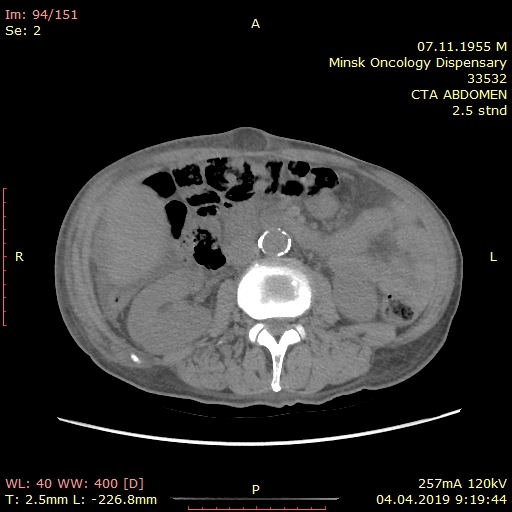 Im: 94/151
Se: 2
A
07.11.1955 M
Minsk Oncology Dispensary
33532
CTA ABDOMEN
2.5 stnd
R
L
WL: 40 WW: 400 [D]
T: 2.5mm L: -226.8mm
P
257mA 120kV
04.04.2019 9:19:44